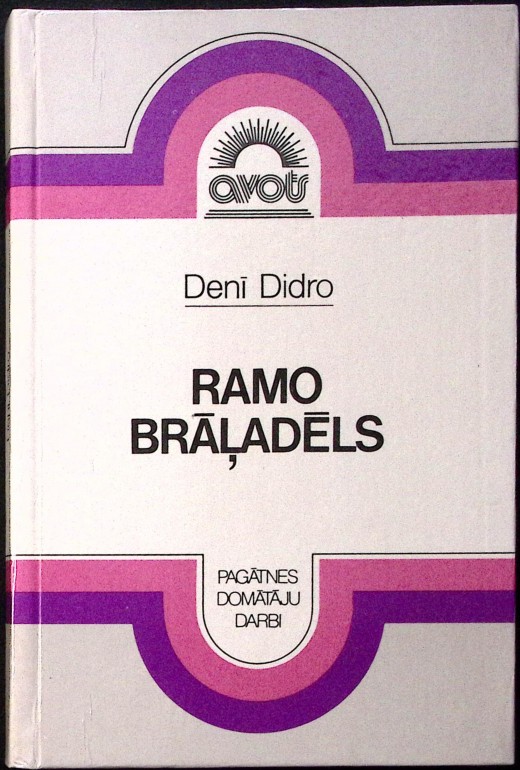 avots
Denī Didro
RAMO
BRĀĻADĒLS
PAGĀTNES
DOMĀTĀJU
DARBI